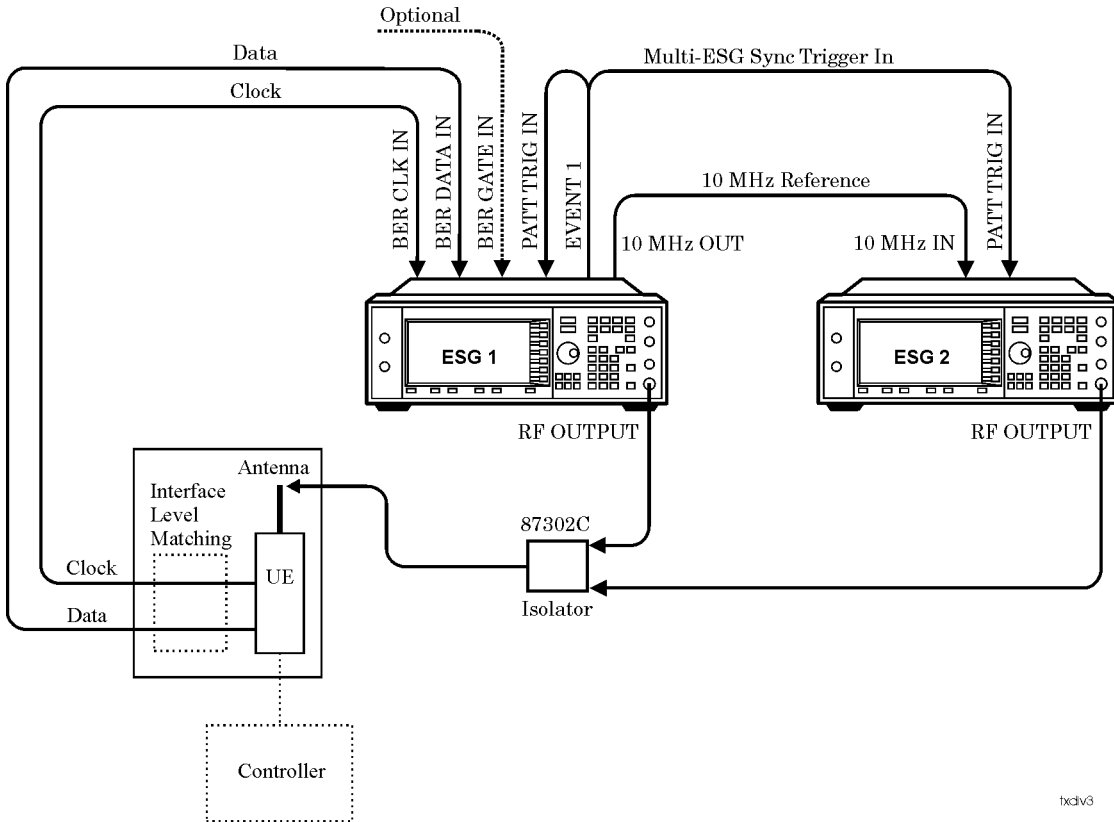 Optional
Data
Multi-ESG Sync Trigger In
Clock
BER CLK IN
BER DATA IN
BER GATE IN
PATT TRIG IN
EVENT 1
10 MHz Reference
PATT TRIG IN
10 MHz OUT
10 MHz IN
ESG 1
ESG 2
RF OUTPUT
RF OUTPUT
Antenna
Interface
Level
Matching
87302C
Clock
UE
Isolator
Data
Controller
txdiv3